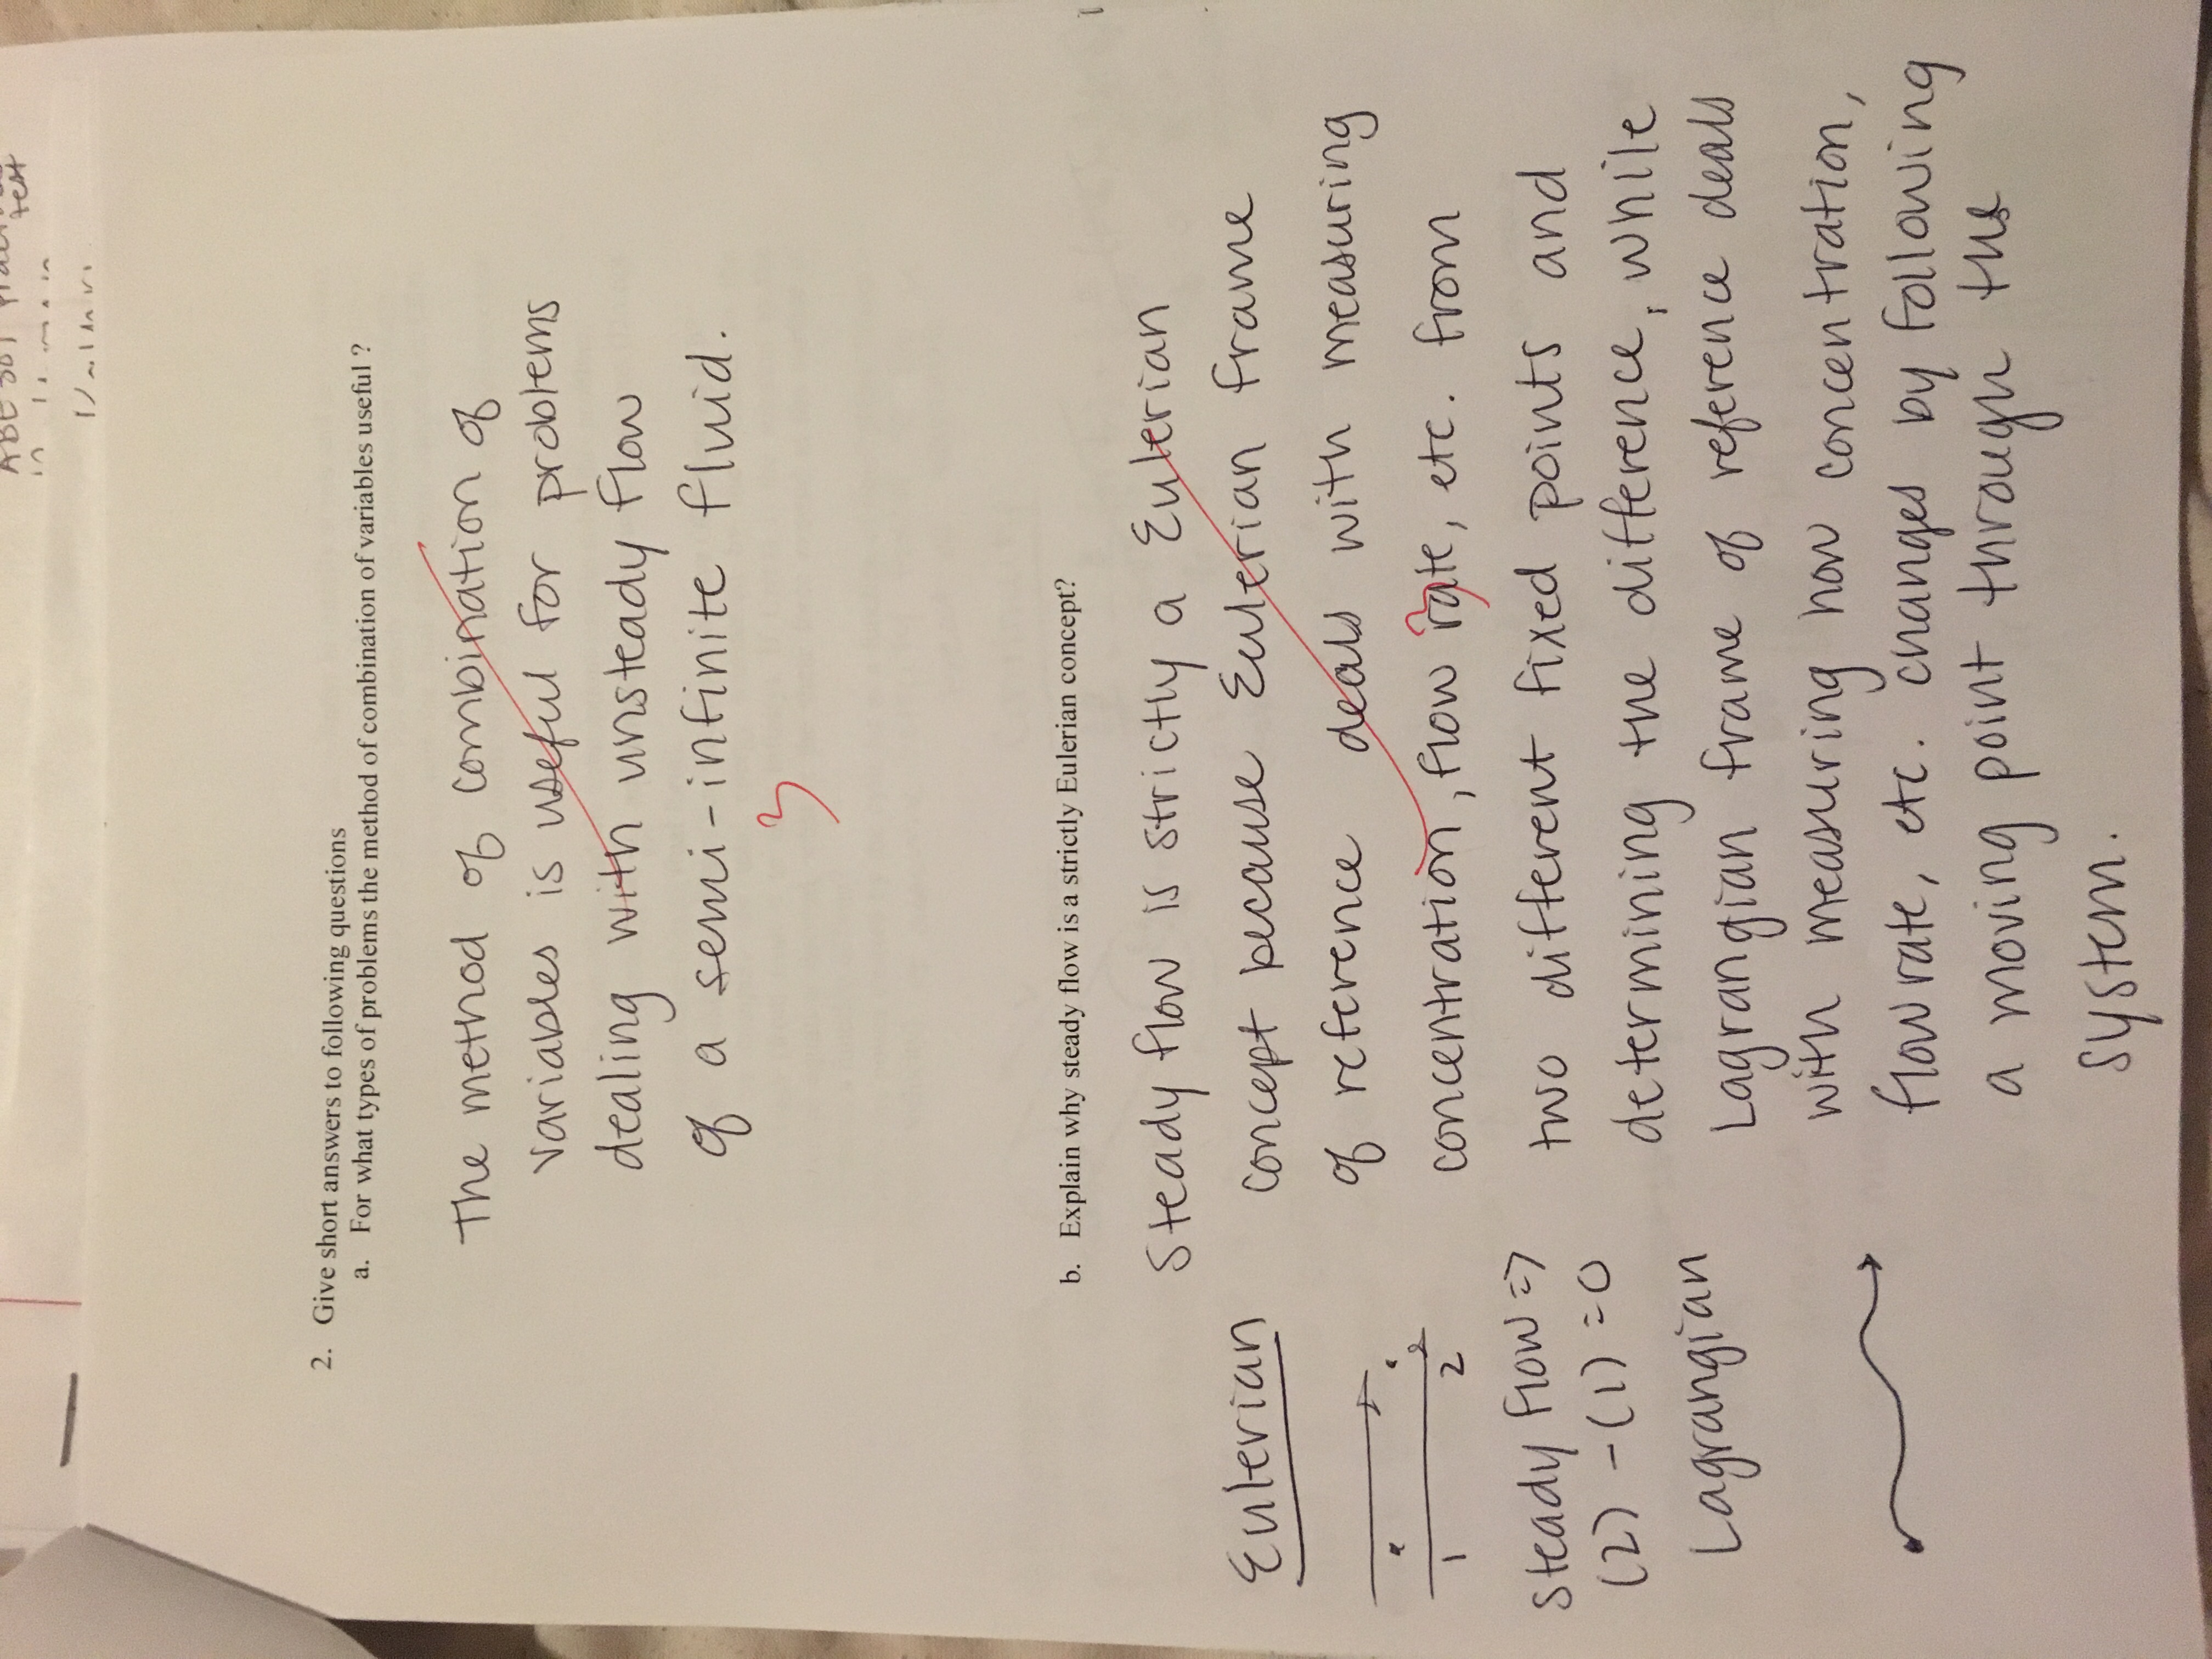 ABE 301 practice
test
2. Give short answers to following questions
a. For what types of problems the method of combination of variables useful ?
The method of combination of
variables is useful for problems
dealing with unsteady flow
of a semi-infinite fluid.
3
b. Explain why steady flow is a strictly Eulerian concept?
Steady flow is strictly a Eulerian
concept because Eulerian frame
of reference deals with measuring
concentration, flow rate, etc. from
3
two different fixed points and
determining the difference, while
Lagrangian frame of reference deals
with measuring how concentration,
flow rate, etc. changes by following
a moving point through the
system.
Eulerian
1 2
Steady flow =>
(2) - (1) = 0
Lagrangian